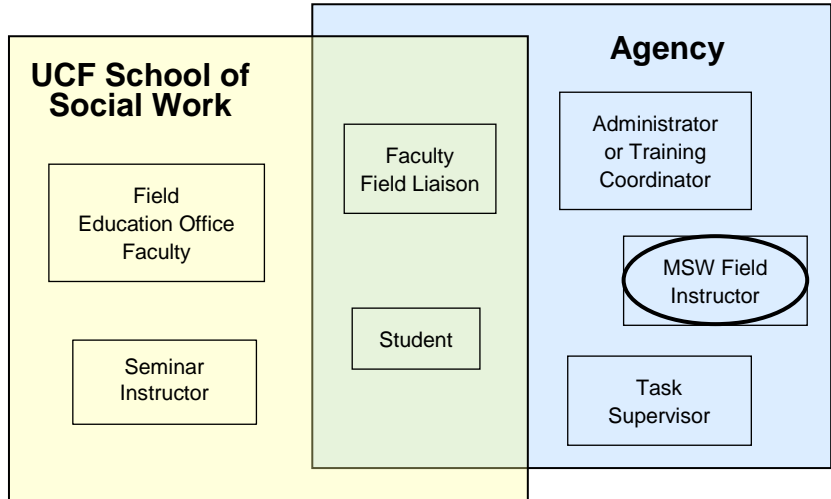 UCF School of
Social Work
Field
Education Office
Faculty
Seminar
Instructor
Faculty
Field Liaison
Student
Agency
Administrator
or Training
Coordinator
MSW Field
Instructor
Task
Supervisor